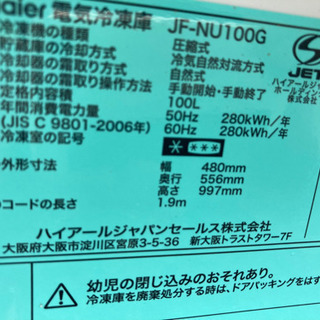 aier 電気冷凍庫 JF-NU100G
冷凍機の種類 圧縮式
貯蔵庫の冷却方式 冷気自然対流方式
冷却器の霜取り方式 自然式
冷却器の霜取り操作方法 手動開始・手動終了
定格内容積 100L
年間消費電力量 50Hz 280kWh/年
(JIS C 9801-2006年) 60Hz 280kWh/年
冷凍室の記号
外形寸法 幅 480mm
奥行 556mm
高さ 997mm
コードの長さ 1.9m
JET
ハイアールジャ
ホールディング
株式会社
ハイアールジャパンセールス株式会社
大阪府大阪市淀川区宮原3-5-36 新大阪トラストタワー7F
幼児の閉じ込みのおそれあり。
冷凍庫を廃棄処分する時は、ドアパッキングをはず